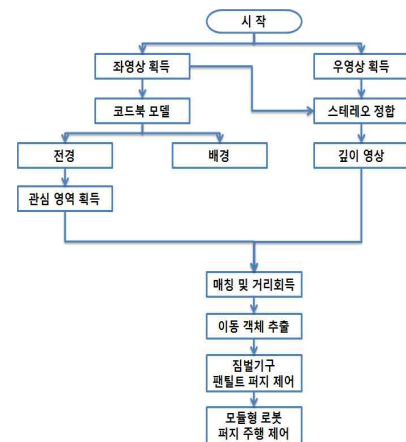 시 작
좌영상 획득
우영상 획득
코드북 모델
스테레오 정합
전경
배경
깊이 영상
관심 영역 획득
매칭 및 거리회득
이동 객체 추출
짐벌기구
팬틸트 퍼지 제어
모듈형 로봇
퍼지 주행 제어